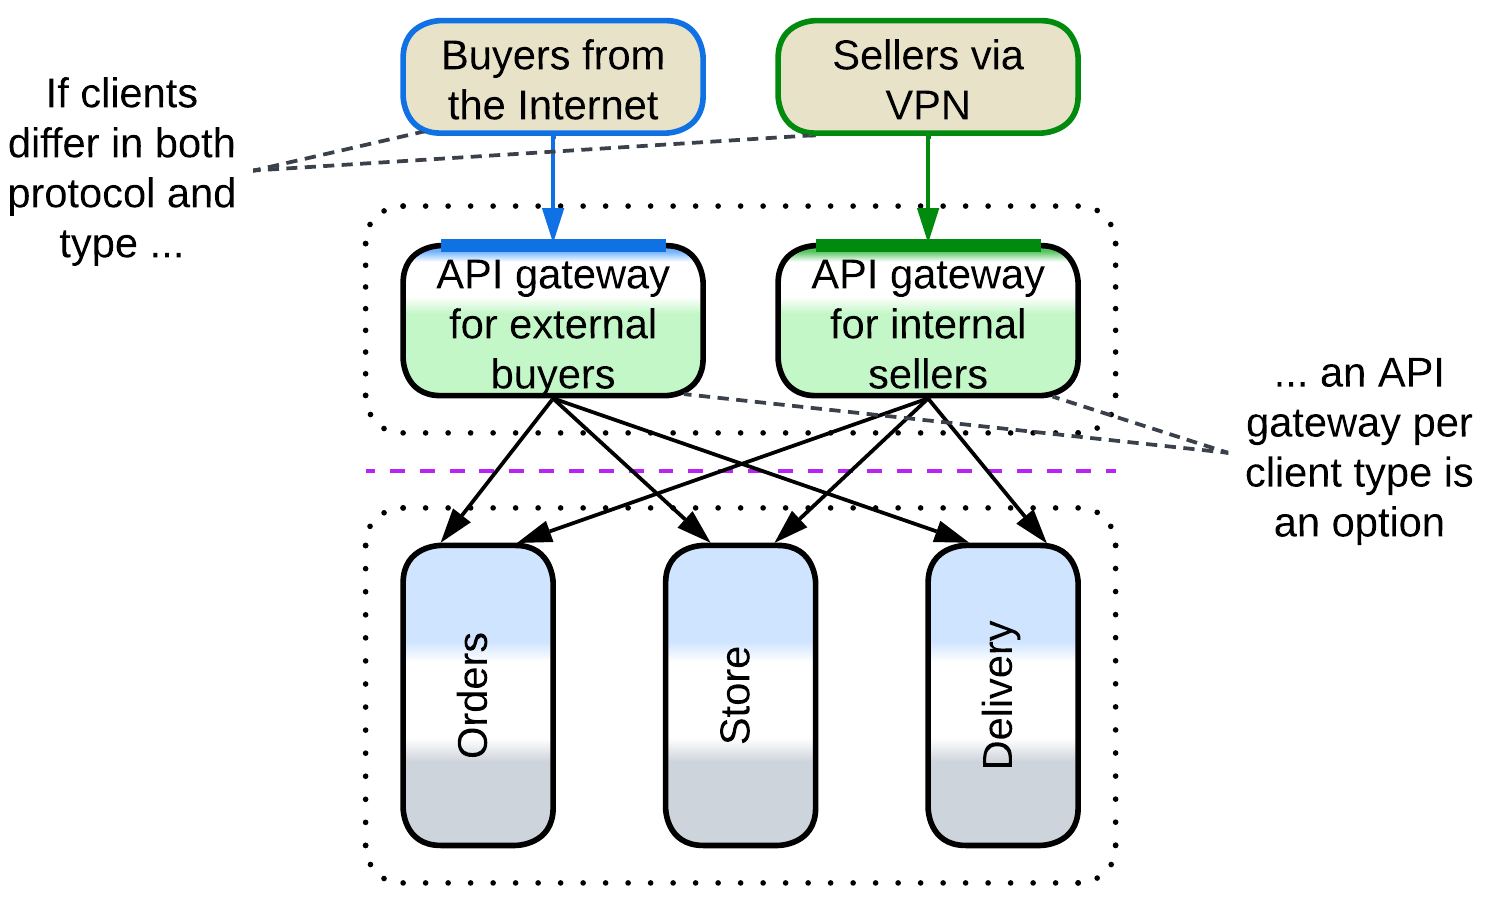 Buyers from
the Internet
Sellers via
VPN
If clients
differ in both
protocol and
type ...
API gateway
for external
buyers
API gateway
for internal
sellers
... an API
gateway per
client type is
an option
Orders
Store
Delivery